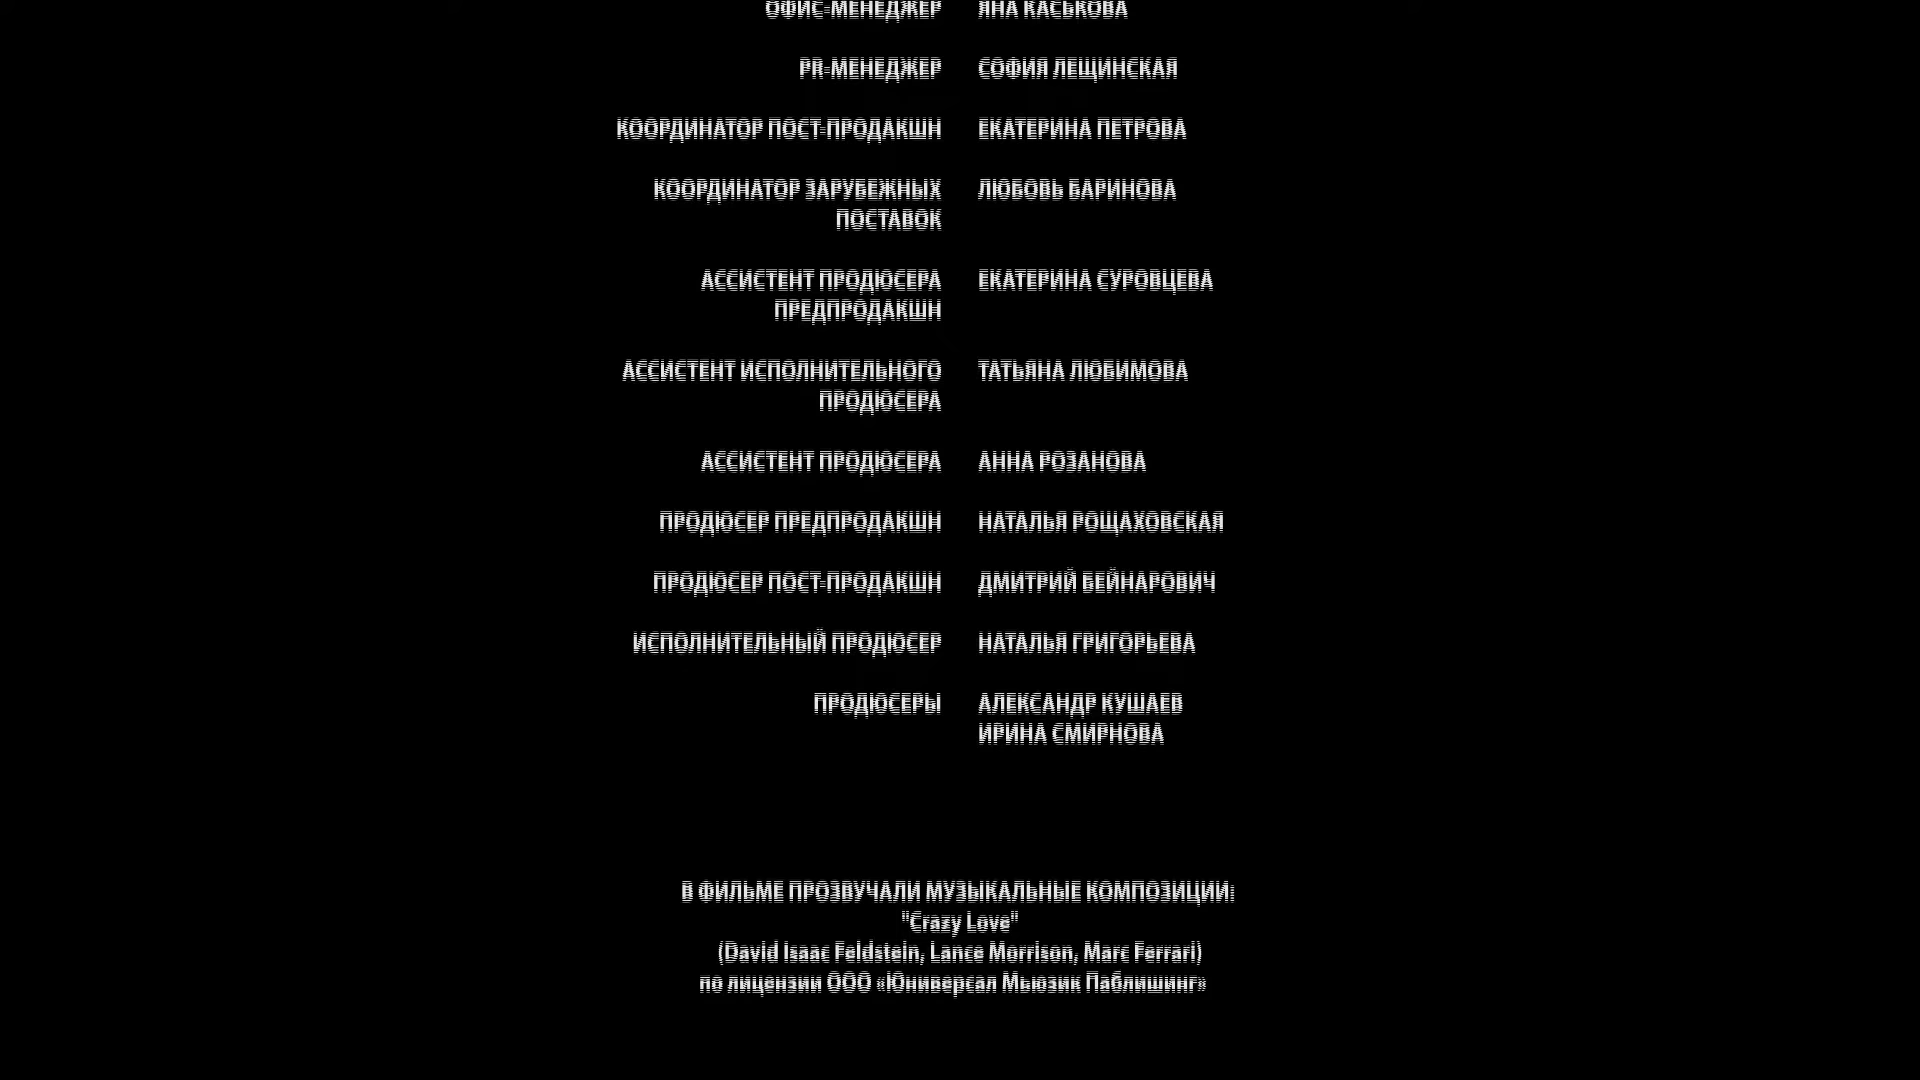 ОФИС-МЕНЕДЖЕР ЯНА КАСЬКОВА
PR-МЕНЕДЖЕР СОФИЯ ЛЕЩИНСКАЯ
КООРДИНАТОР ПОСТ-ПРОДАКШН ЕКАТЕРИНА ПЕТРОВА
КООРДИНАТОР ЗАРУБЕЖНЫХ ЛЮБОВЬ БАРИНОВА
ПОСТАВОК
АССИСТЕНТ ПРОДЮСЕРА ЕКАТЕРИНА СУРОВЦЕВА
ПРЕДПРОДАКШН
АССИСТЕНТ ИСПОЛНИТЕЛЬНОГО ТАТЬЯНА ЛЮБИМОВА
ПРОДЮСЕРА
АССИСТЕНТ ПРОДЮСЕРА АННА РОЗАНОВА
ПРОДЮСЕР ПРЕДПРОДАКШН НАТАЛЬЯ РОЩАХОВСКАЯ
ПРОДЮСЕР ПОСТ-ПРОДАКШН ДМИТРИЙ БЕЙНАРОВИЧ
ИСПОЛНИТЕЛЬНЫЙ ПРОДЮСЕР НАТАЛЬЯ ГРИГОРЬЕВА
ПРОДЮСЕРЫ АЛЕКСАНДР КУШАЕВ
ИРИНА СМИРНОВА
В ФИЛЬМЕ ПРОЗВУЧАЛИ МУЗЫКАЛЬНЫЕ КОМПОЗИЦИИ:
"Crazy Love"
(David Isaac Feldstein, Lance Morrison, Marc Ferrari)
по лицензии ООО «Юниверсал Мьюзик Паблишинг»